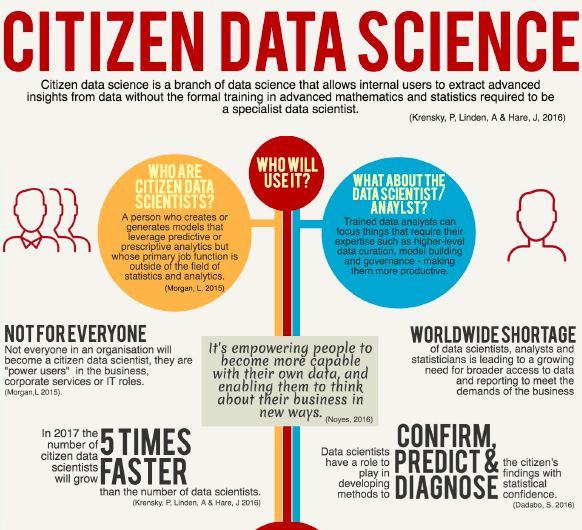 CITIZEN DATA SCIENCE
Citizen data science is a branch of data science that allows internal users to extract advanced
insights from data without the formal training in advanced mathematics and statistics required to be
a specialist data scientist.
(Krensky, P, Linden, A & Hare, J, 2016)
WHO WILL
USE IT?
WHO ARE
CITIZEN DATA
SCIENTISTS?
A person who creates or
generates models that
leverage predictive or
prescriptive analytics but
whose primary job function is
outside of the field of
statistics and analytics.
(Morgan, L. 2015)
WHAT ABOUT THE
DATA SCIENTIST/
ANAYLST?
Trained data analysts can
focus things that require their
expertise such as higher-level
data curation, model building
and governance - making
them more productive.
NOT FOR EVERYONE
Not everyone in an organisation will
become a citizen data scientist, they are
"power users" in the business,
corporate services or IT roles.
(Morgan,L 2015).
It's empowering people to
become more capable
with their own data, and
enabling them to think
about their business in
new ways. (Noyes, 2016)
WORLDWIDE SHORTAGE
of data scientists, analysts and
statisticians is leading to a growing
need for broader access to data
and reporting to meet the
demands of the business
In 2017 the
number of
citizen data
scientists
will grow
5 TIMES
FASTER
than the number of data scientists.
(Krensky, P, Linden, A & Hare, J 2016)
Data scientists
have a role to
play in
developing
methods to
CONFIRM,
PREDICT &
DIAGNOSE
the citizen's
findings with
statistical
confidence.
(Dadabo, S. 2016)